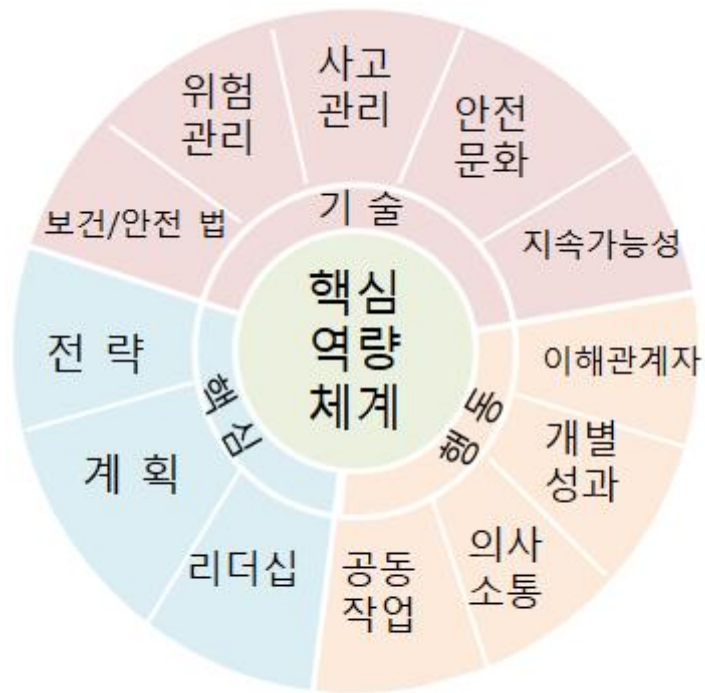 핵심
역량
체계
기 술
보건/안전 법
위험
관리
사고
관리
안전
문화
지속가능성
행 동
이해관계자
개별
성과
의사
소통
공동
작업
핵 심
리더십
계 획
전 략